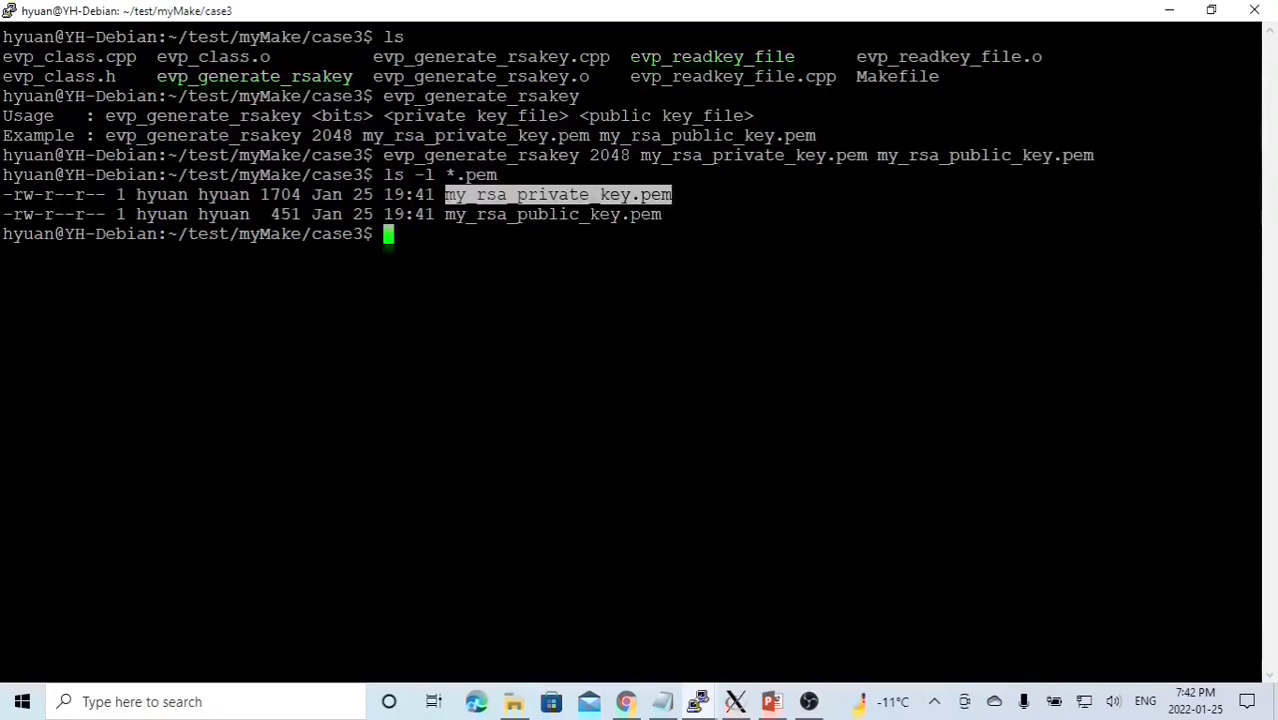 hyuan@YH-Debian: ~/test/myMake/case3
hyuan@YH-Debian:~/test/myMake/case3$ ls
evp_class.cpp  evp_class.o          evp_generate_rsakey.cpp  evp_readkey_file      evp_readkey_file.o
evp_class.h    evp_generate_rsakey  evp_generate_rsakey.o    evp_readkey_file.cpp  Makefile
hyuan@YH-Debian:~/test/myMake/case3$ evp_generate_rsakey
Usage   : evp_generate_rsakey <bits> <private key_file> <public key_file>
Example : evp_generate_rsakey 2048 my_rsa_private_key.pem my_rsa_public_key.pem
hyuan@YH-Debian:~/test/myMake/case3$ evp_generate_rsakey 2048 my_rsa_private_key.pem my_rsa_public_key.pem
hyuan@YH-Debian:~/test/myMake/case3$ ls -l *.pem
-rw-r--r-- 1 hyuan hyuan 1704 Jan 25 19:41 my_rsa_private_key.pem
-rw-r--r-- 1 hyuan hyuan  451 Jan 25 19:41 my_rsa_public_key.pem
hyuan@YH-Debian:~/test/myMake/case3$
Type here to search
-11°C
ENG
7:42 PM
2022-01-25